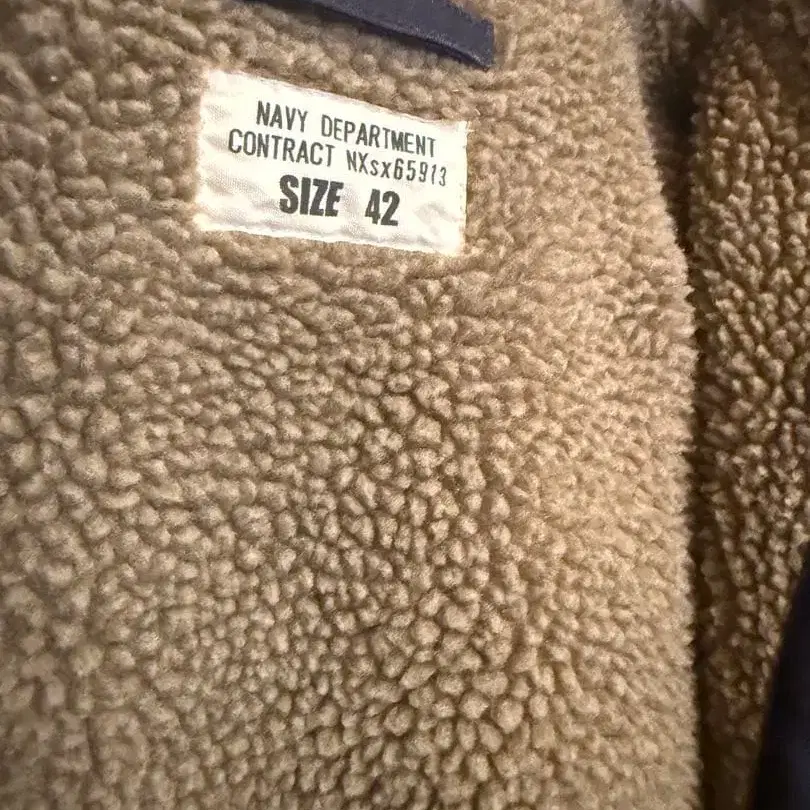 NAVY DEPARTMENT
CONTRACT NXsx65913
SIZE 42